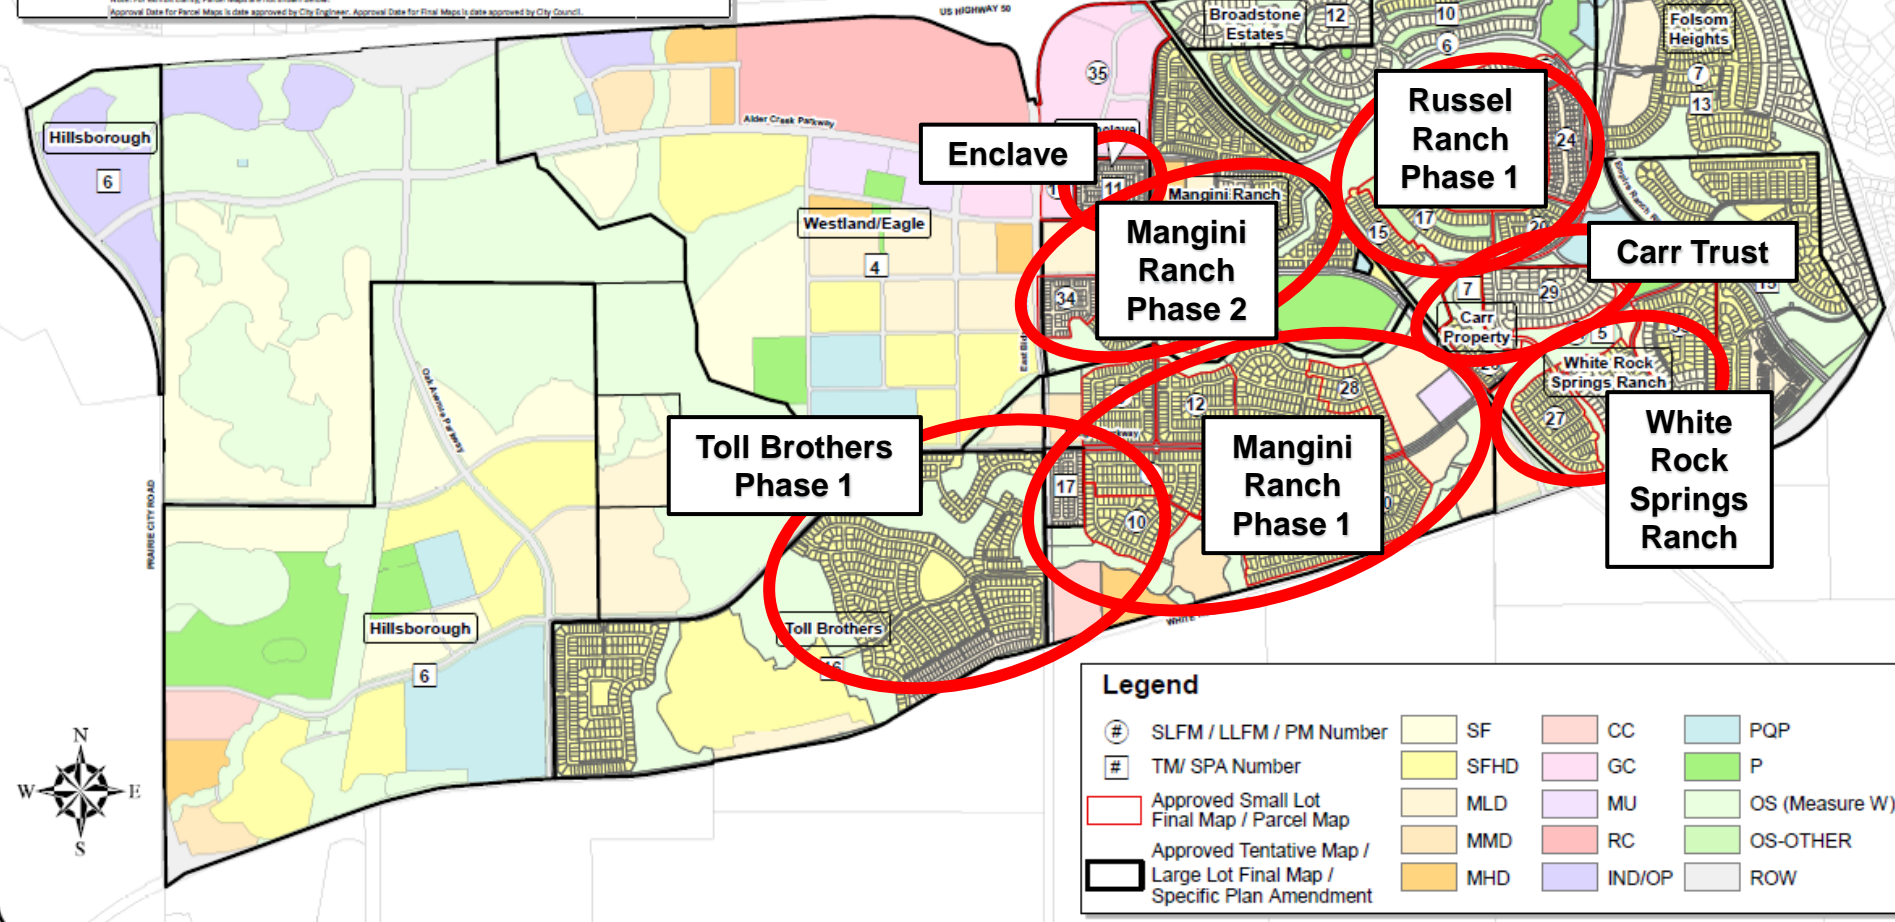 Approval Date for Parcel Maps is date approved by City Engineer. Approval Date for Final Maps is date approved by City Council.
US HIGHWAY 50
Broadstone
Estates
12
10
6
Folsom
Heights
7
13
35
Hillsborough
6
Alder Creek Parkway
Enclave
11
Mangini Ranch
Russel
Ranch
Phase 1
24
17
15
20
Westland/Eagle
4
Mangini
Ranch
Phase 2
34
Carr Trust
15
7
29
Carr
Property
5
White Rock
Springs Ranch
27
White
Rock
Springs
Ranch
Oak Avenue Parkway
28
12
Toll Brothers
Phase 1
Mangini
Ranch
Phase 1
17
10
PRAIRIE CITY ROAD
Hillsborough
6
Toll Brothers
16
N
W
E
S
Legend
# SLFM / LLFM / PM Number
# TM/ SPA Number
Approved Small Lot
Final Map / Parcel Map
Approved Tentative Map /
Large Lot Final Map /
Specific Plan Amendment
SF
SFHD
MLD
MMD
MHD
CC
GC
MU
RC
IND/OP
PQP
P
OS (Measure W)
OS-OTHER
ROW